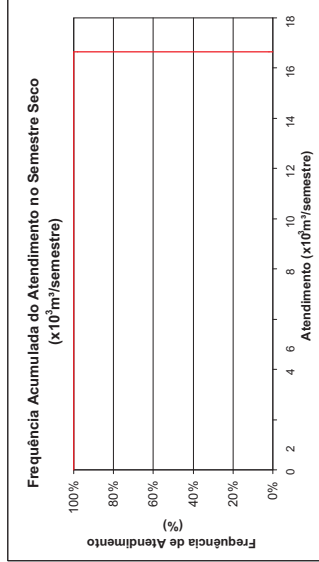 Frequência Acumulada do Atendimento no Semestre Seco
(x10³m³/semestre)
Frequência de Atendimento
(%)
100%
80%
60%
40%
20%
0%
0 2 4 6 8 10 12 14 16 18
Atendimento (x10³m³/semestre)